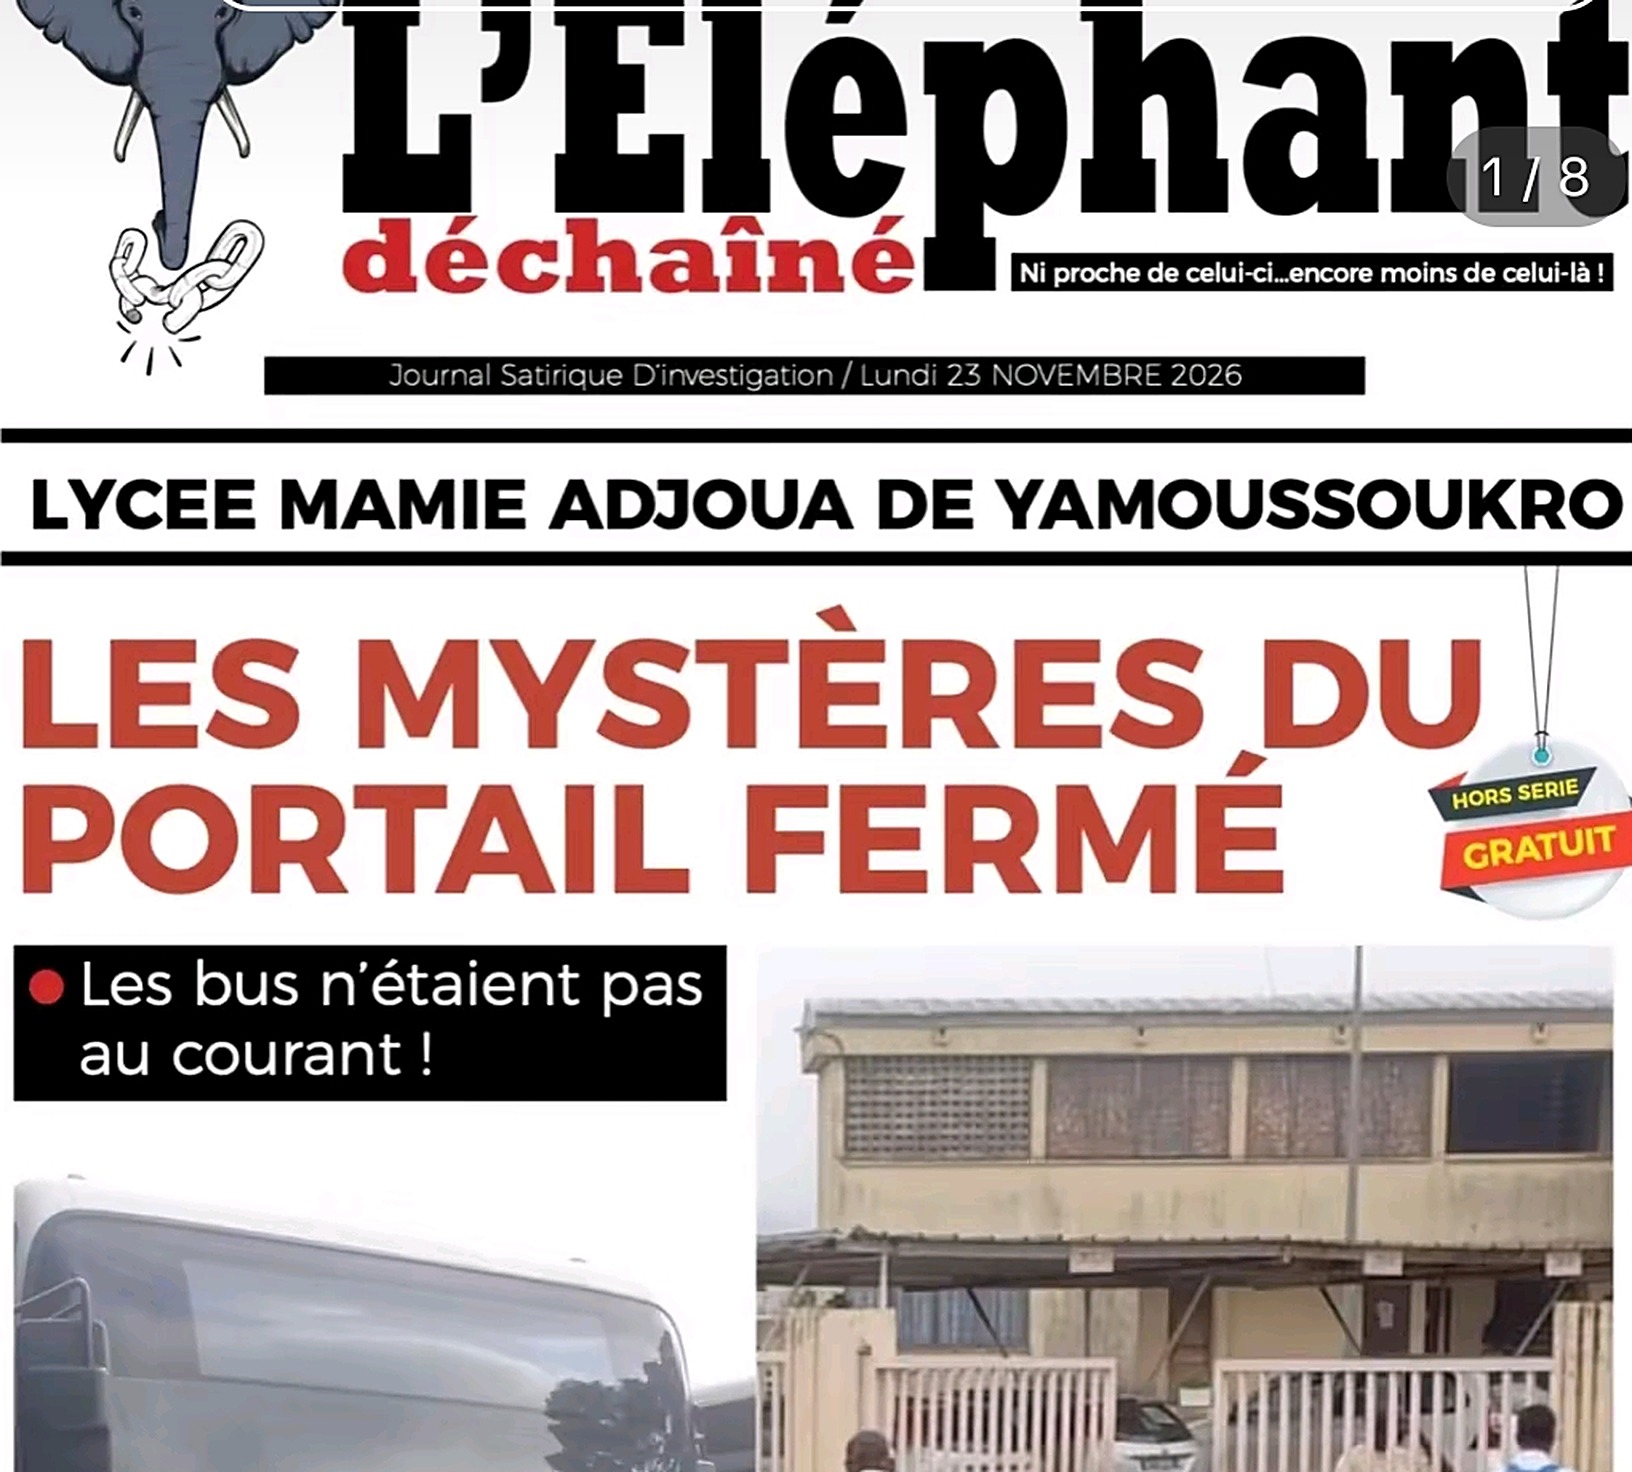 L'Eléphant
1 / 8
déchaîné
Ni proche de celui-ci...encore moins de celui-là !
Journal Satirique D'investigation / Lundi 23 NOVEMBRE 2026
LYCEE MAMIE ADJOUA DE YAMOUSSOUKRO
LES MYSTÈRES DU
PORTAIL FERMÉ
HORS SERIE
GRATUIT
Les bus n'étaient pas
au courant !